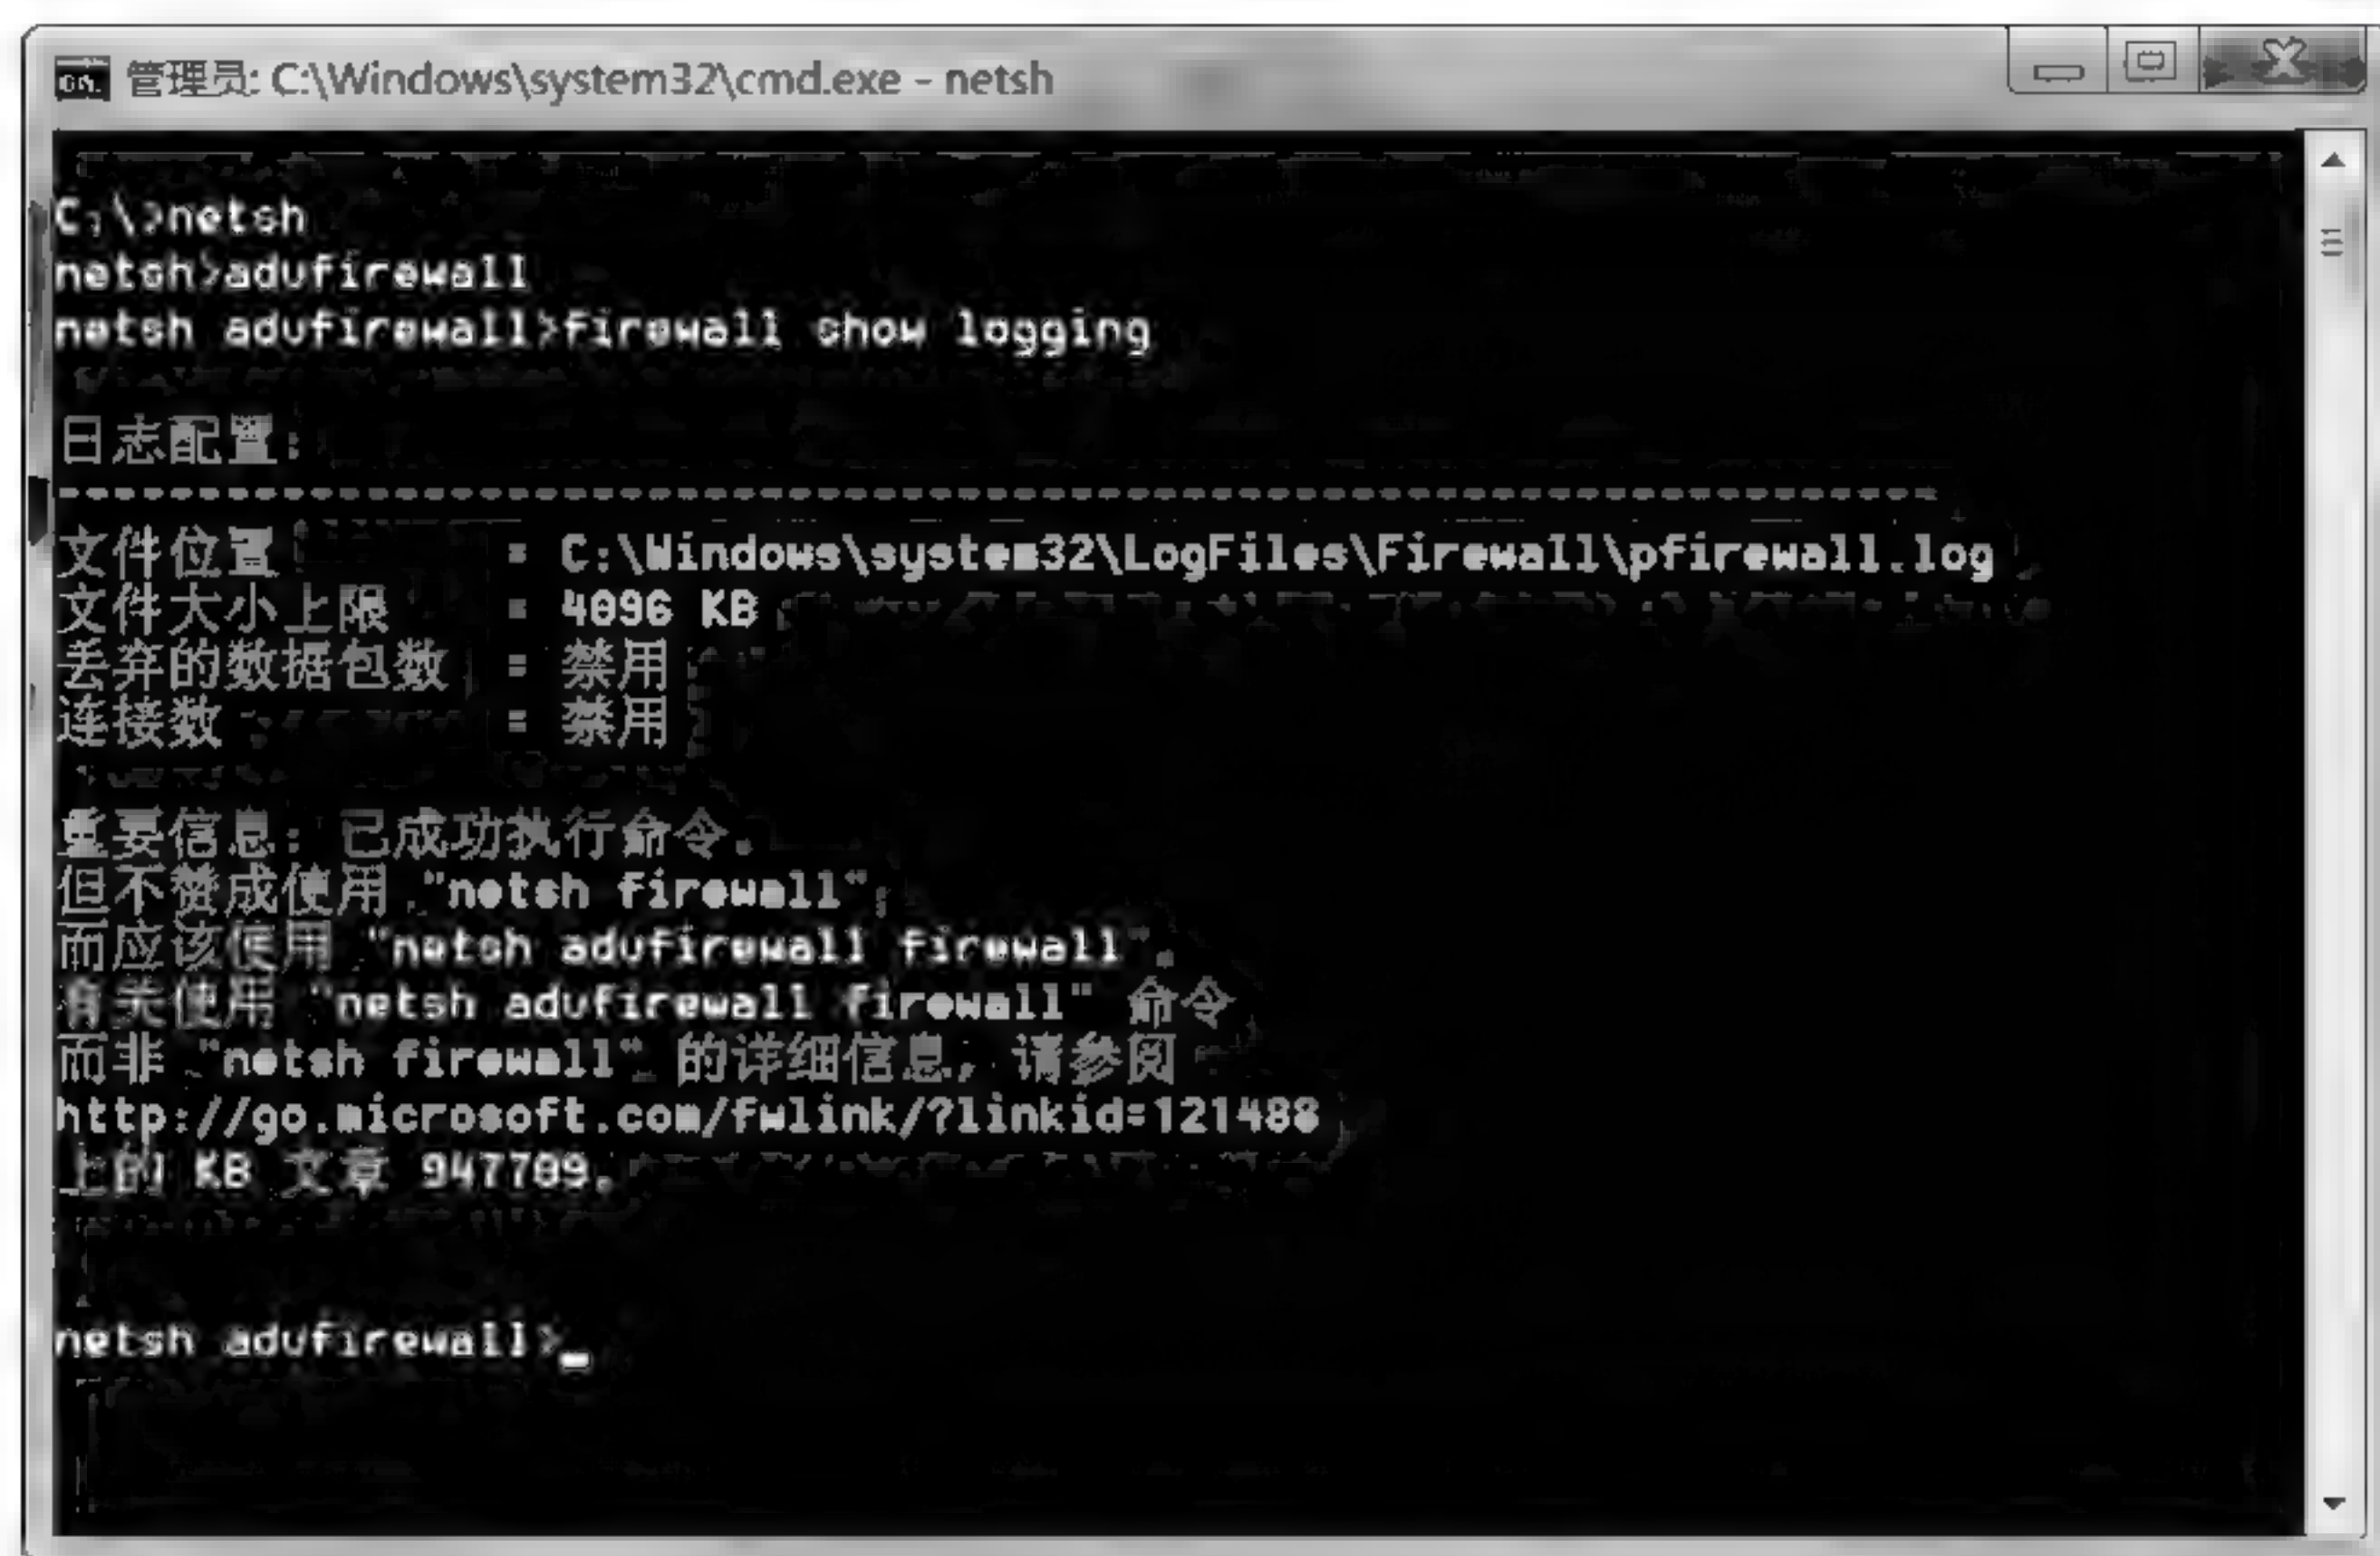 管理员: C:\Windows\system32\cmd.exe - netsh
C:\>netsh
netsh>advfirewall
netsh advfirewall>firewall show logging
日志配置:
-------------------------------------------------------------------
文件位置 = C:\Windows\system32\LogFiles\Firewall\pfirewall.log
文件大小上限 = 4096 KB
丢弃的数据包数 = 禁用
连接数 = 禁用
重要信息: 已成功执行命令。
但不赞成使用 "netsh firewall";
而应该使用 "netsh advfirewall firewall"。
有关使用 "netsh advfirewall firewall" 命令
而非 "netsh firewall" 的详细信息, 请参阅
http://go.microsoft.com/fwlink/?linkid=121488
上的 KB 文章 947709。
netsh advfirewall>_